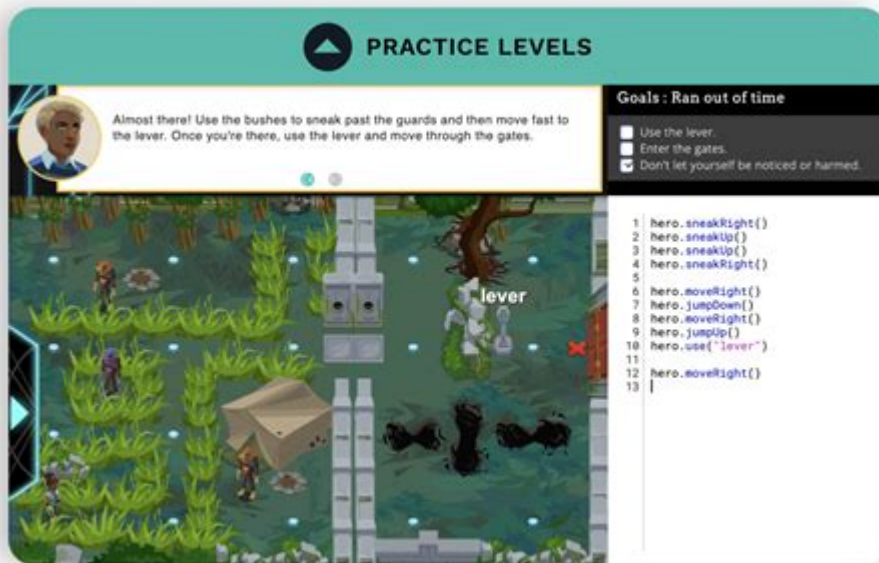 PRACTICE LEVELS
Almost there! Use the bushes to sneak past the guards and then move fast to
the lever. Once you're there, use the lever and move through the gates.
Goals : Ran out of time
Use the lever.
Enter the gates.
Don't let yourself be noticed or harmed.
lever
1 hero.sneakRight()
2 hero.sneakUp()
3 hero.sneakUp()
4 hero.sneakRight()
5
6 hero.moveRight()
7 hero.jumpDown()
8 hero.moveRight()
9 hero.jumpUp()
10 hero.use("lever")
11
12 hero.moveRight()
13